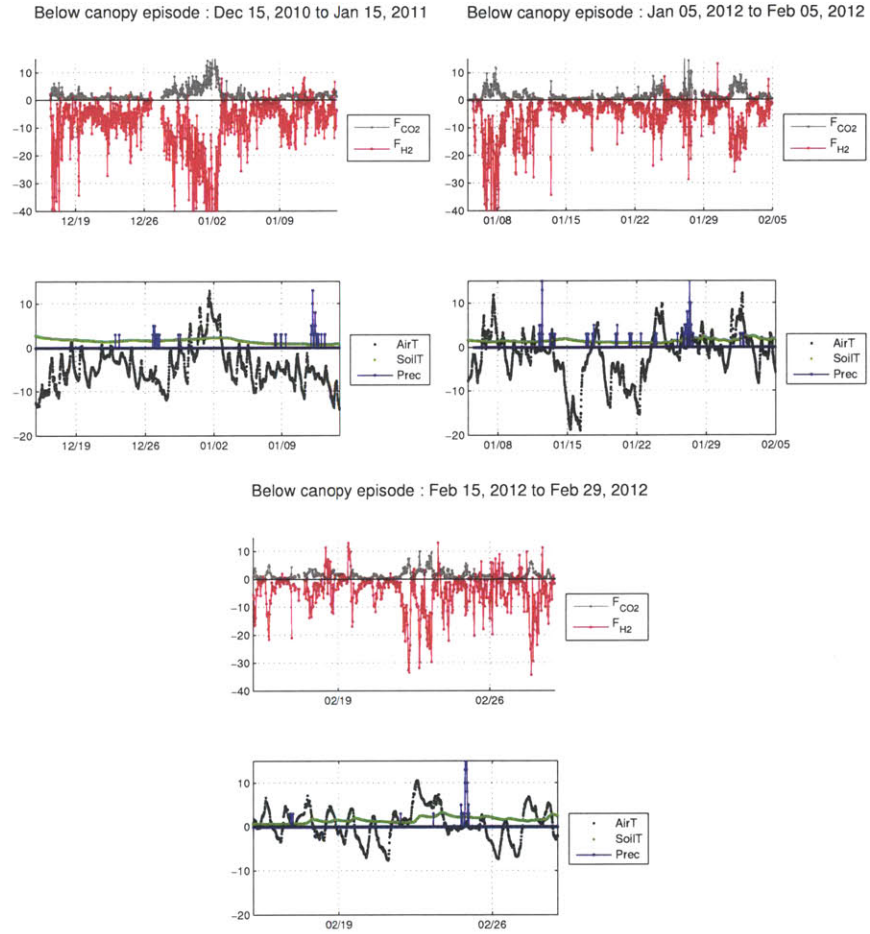 Below canopy episode : Dec 15, 2010 to Jan 15, 2011
Below canopy episode : Jan 05, 2012 to Feb 05, 2012
10
0
-10
-20
-30
-40
12/19
12/26
01/02
01/09
F_CO2
F_H2
10
0
-10
-20
-30
-40
01/08
01/15
01/22
01/29
02/05
F_CO2
F_H2
10
0
-10
-20
12/19
12/26
01/02
01/09
AirT
SoilT
Prec
10
0
-10
-20
01/08
01/15
01/22
01/29
02/05
AirT
SoilT
Prec
Below canopy episode : Feb 15, 2012 to Feb 29, 2012
10
0
-10
-20
-30
-40
02/19
02/26
F_CO2
F_H2
10
0
-10
-20
02/19
02/26
AirT
SoilT
Prec